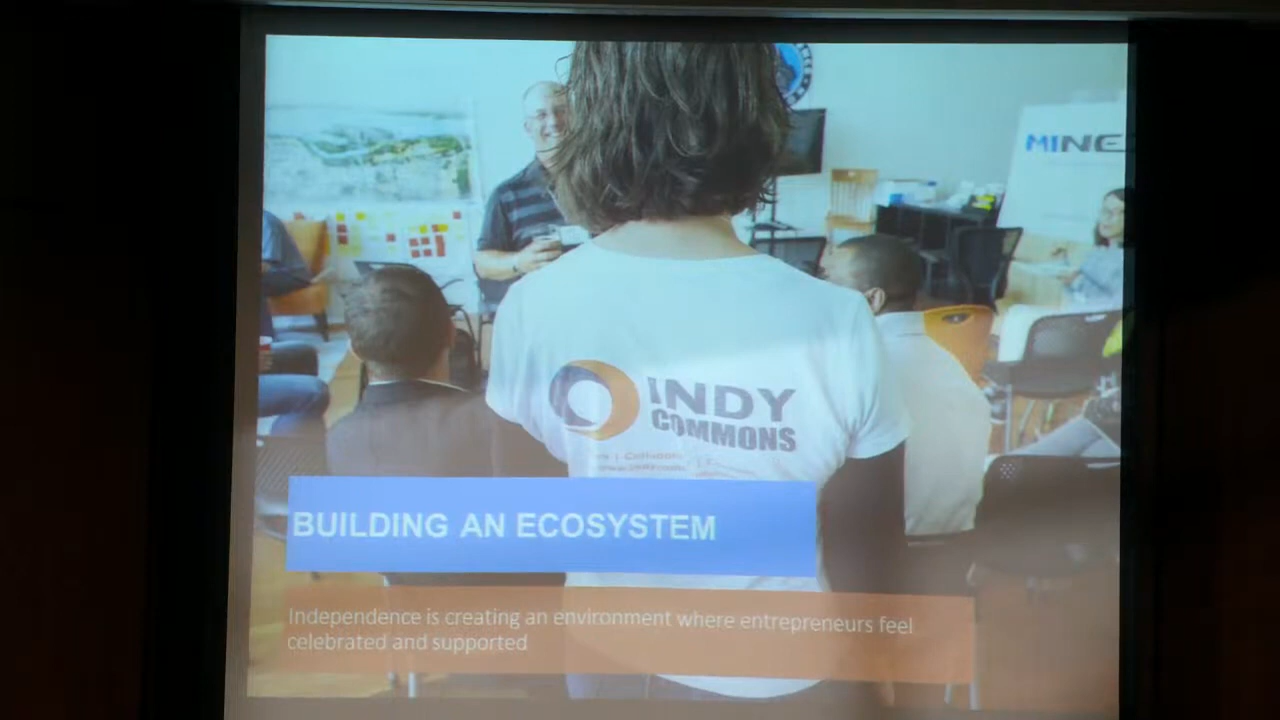 MINE
INDY
COMMONS
BUILDING AN ECOSYSTEM
Independence is creating an environment where entrepreneurs feel
celebrated and supported